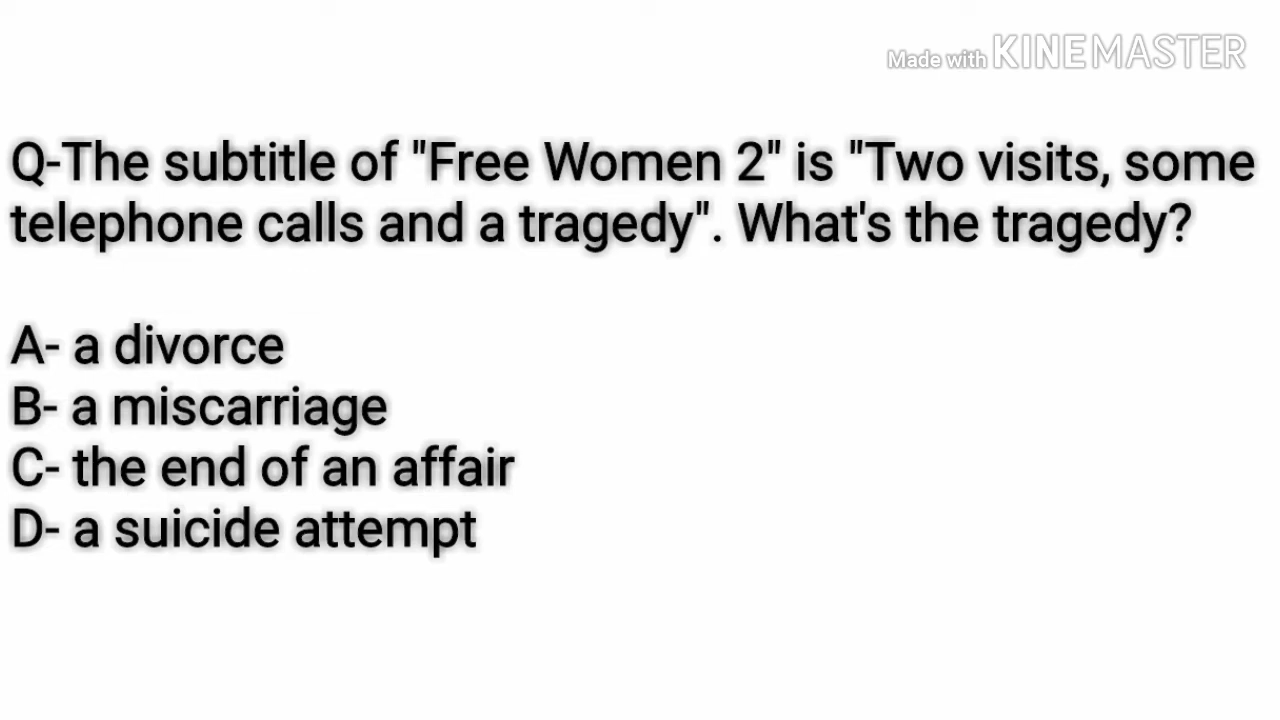 Made with KINEMASTER
Q-The subtitle of "Free Women 2" is "Two visits, some
telephone calls and a tragedy". What's the tragedy?
A- a divorce
B- a miscarriage
C- the end of an affair
D- a suicide attempt